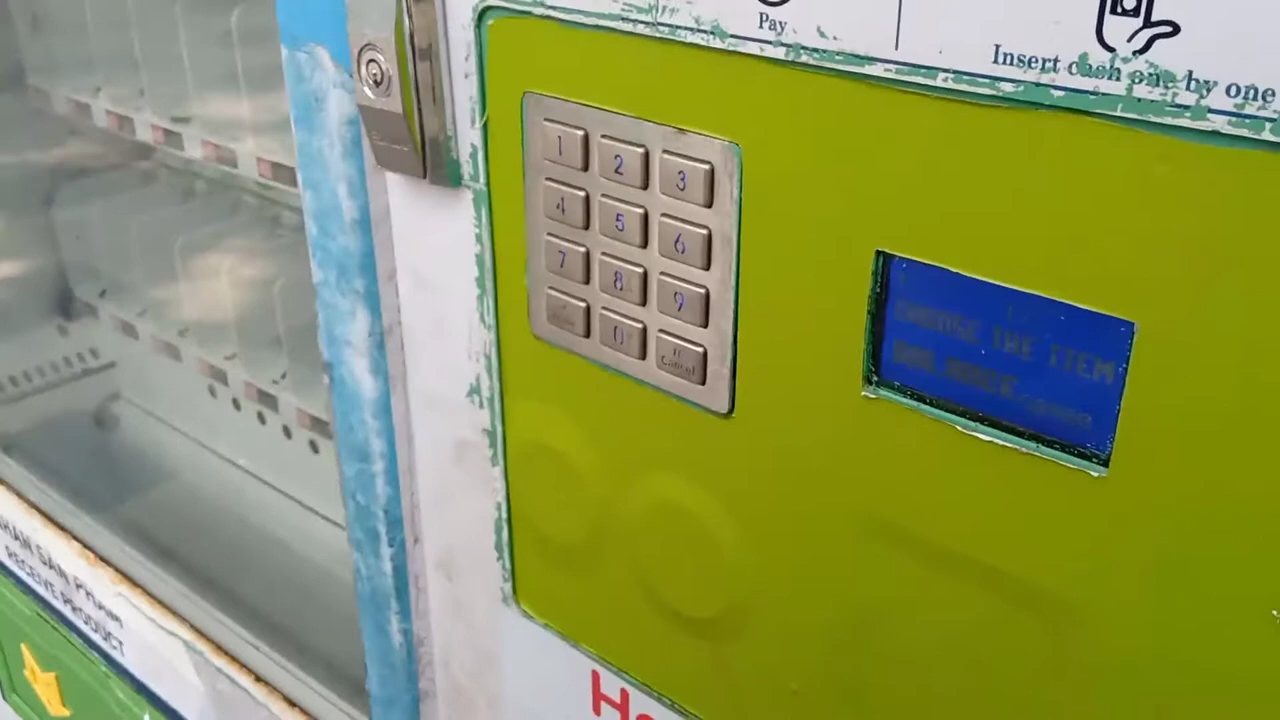 Pay
Insert cash one by one
1 2 3
4 5 6
7 8 9
0
Cancel
CHOOSE THE ITEM
NHAN SAN PHAM
RECEIVE PRODUCT